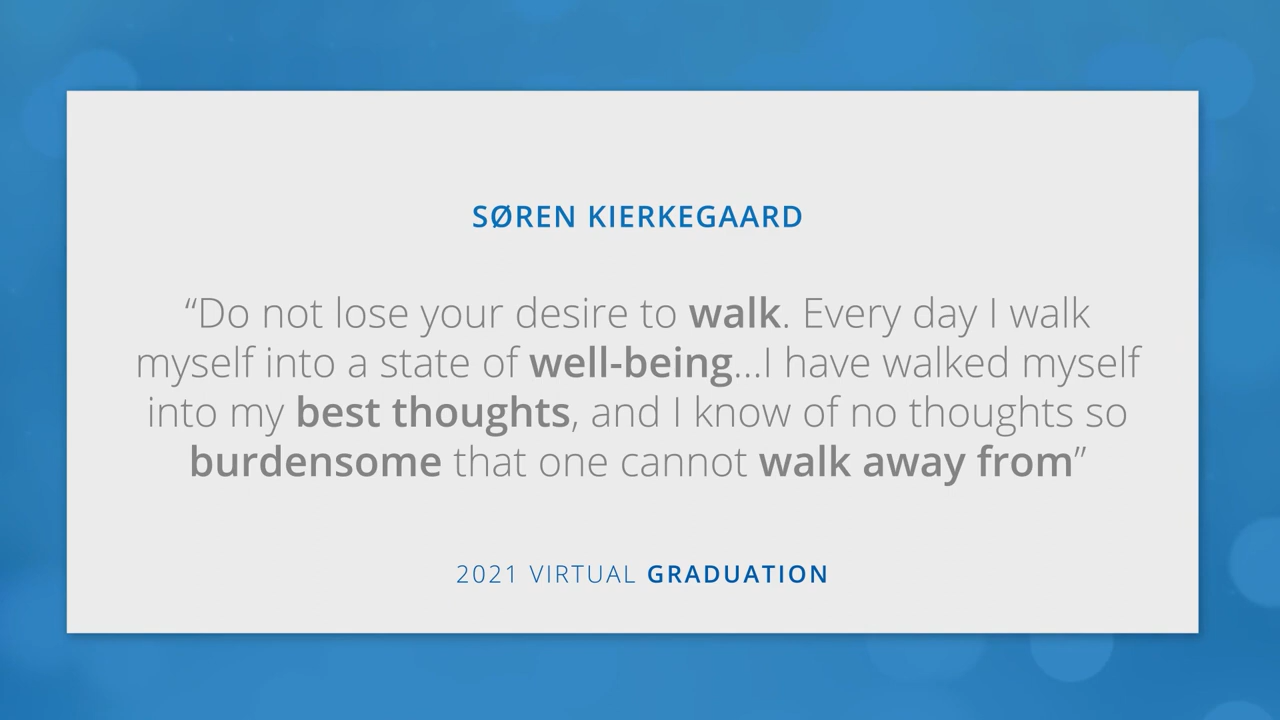 SØREN KIERKEGAARD
“Do not lose your desire to walk. Every day I walk
myself into a state of well-being...I have walked myself
into my best thoughts, and I know of no thoughts so
burdensome that one cannot walk away from”
2021 VIRTUAL GRADUATION